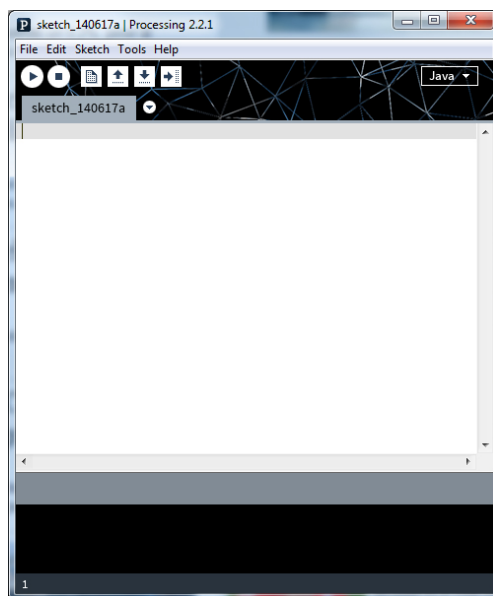 P sketch_140617a | Processing 2.2.1
File Edit Sketch Tools Help
Java
sketch_140617a
1